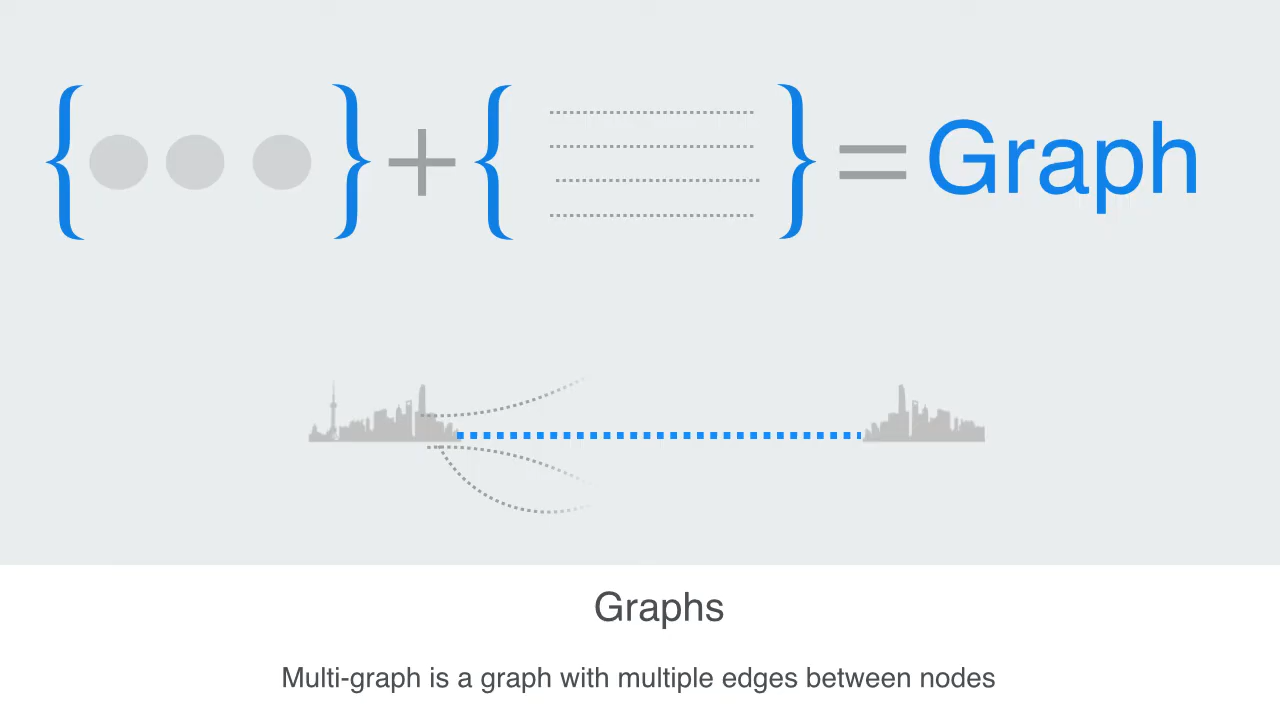 { } + { } = Graph
Graphs
Multi-graph is a graph with multiple edges between nodes